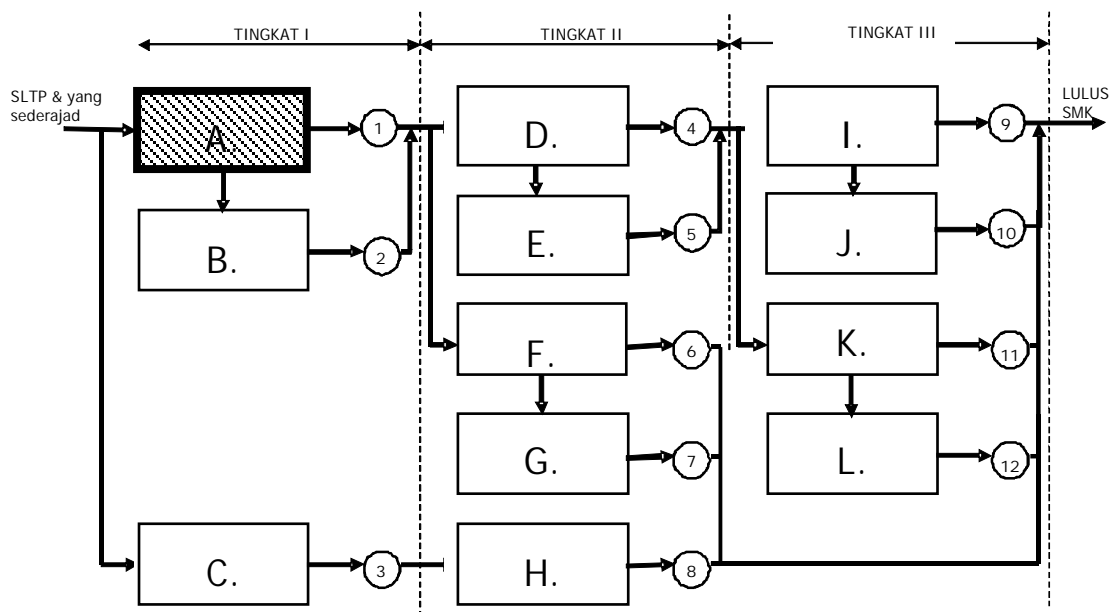 TINGKAT I
TINGKAT II
TINGKAT III
SLTP & yang
sederajad
LULUS
SMK
A.
1
D.
4
I.
9
B.
2
E.
5
J.
10
F.
6
K.
11
G.
7
L.
12
C.
3
H.
8